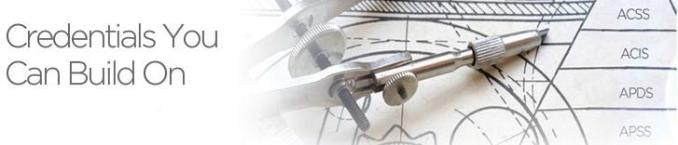 Credentials You
Can Build On
ACSS
ACIS
APDS
APSS